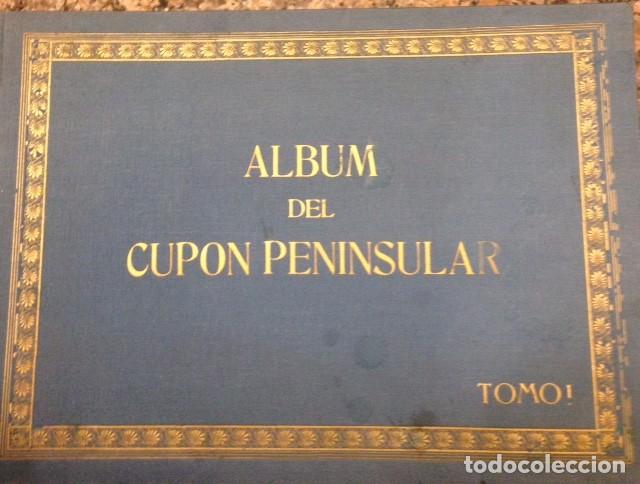 ALBUM
DEL
CUPON PENINSULAR
TOMO I
todocoleccion